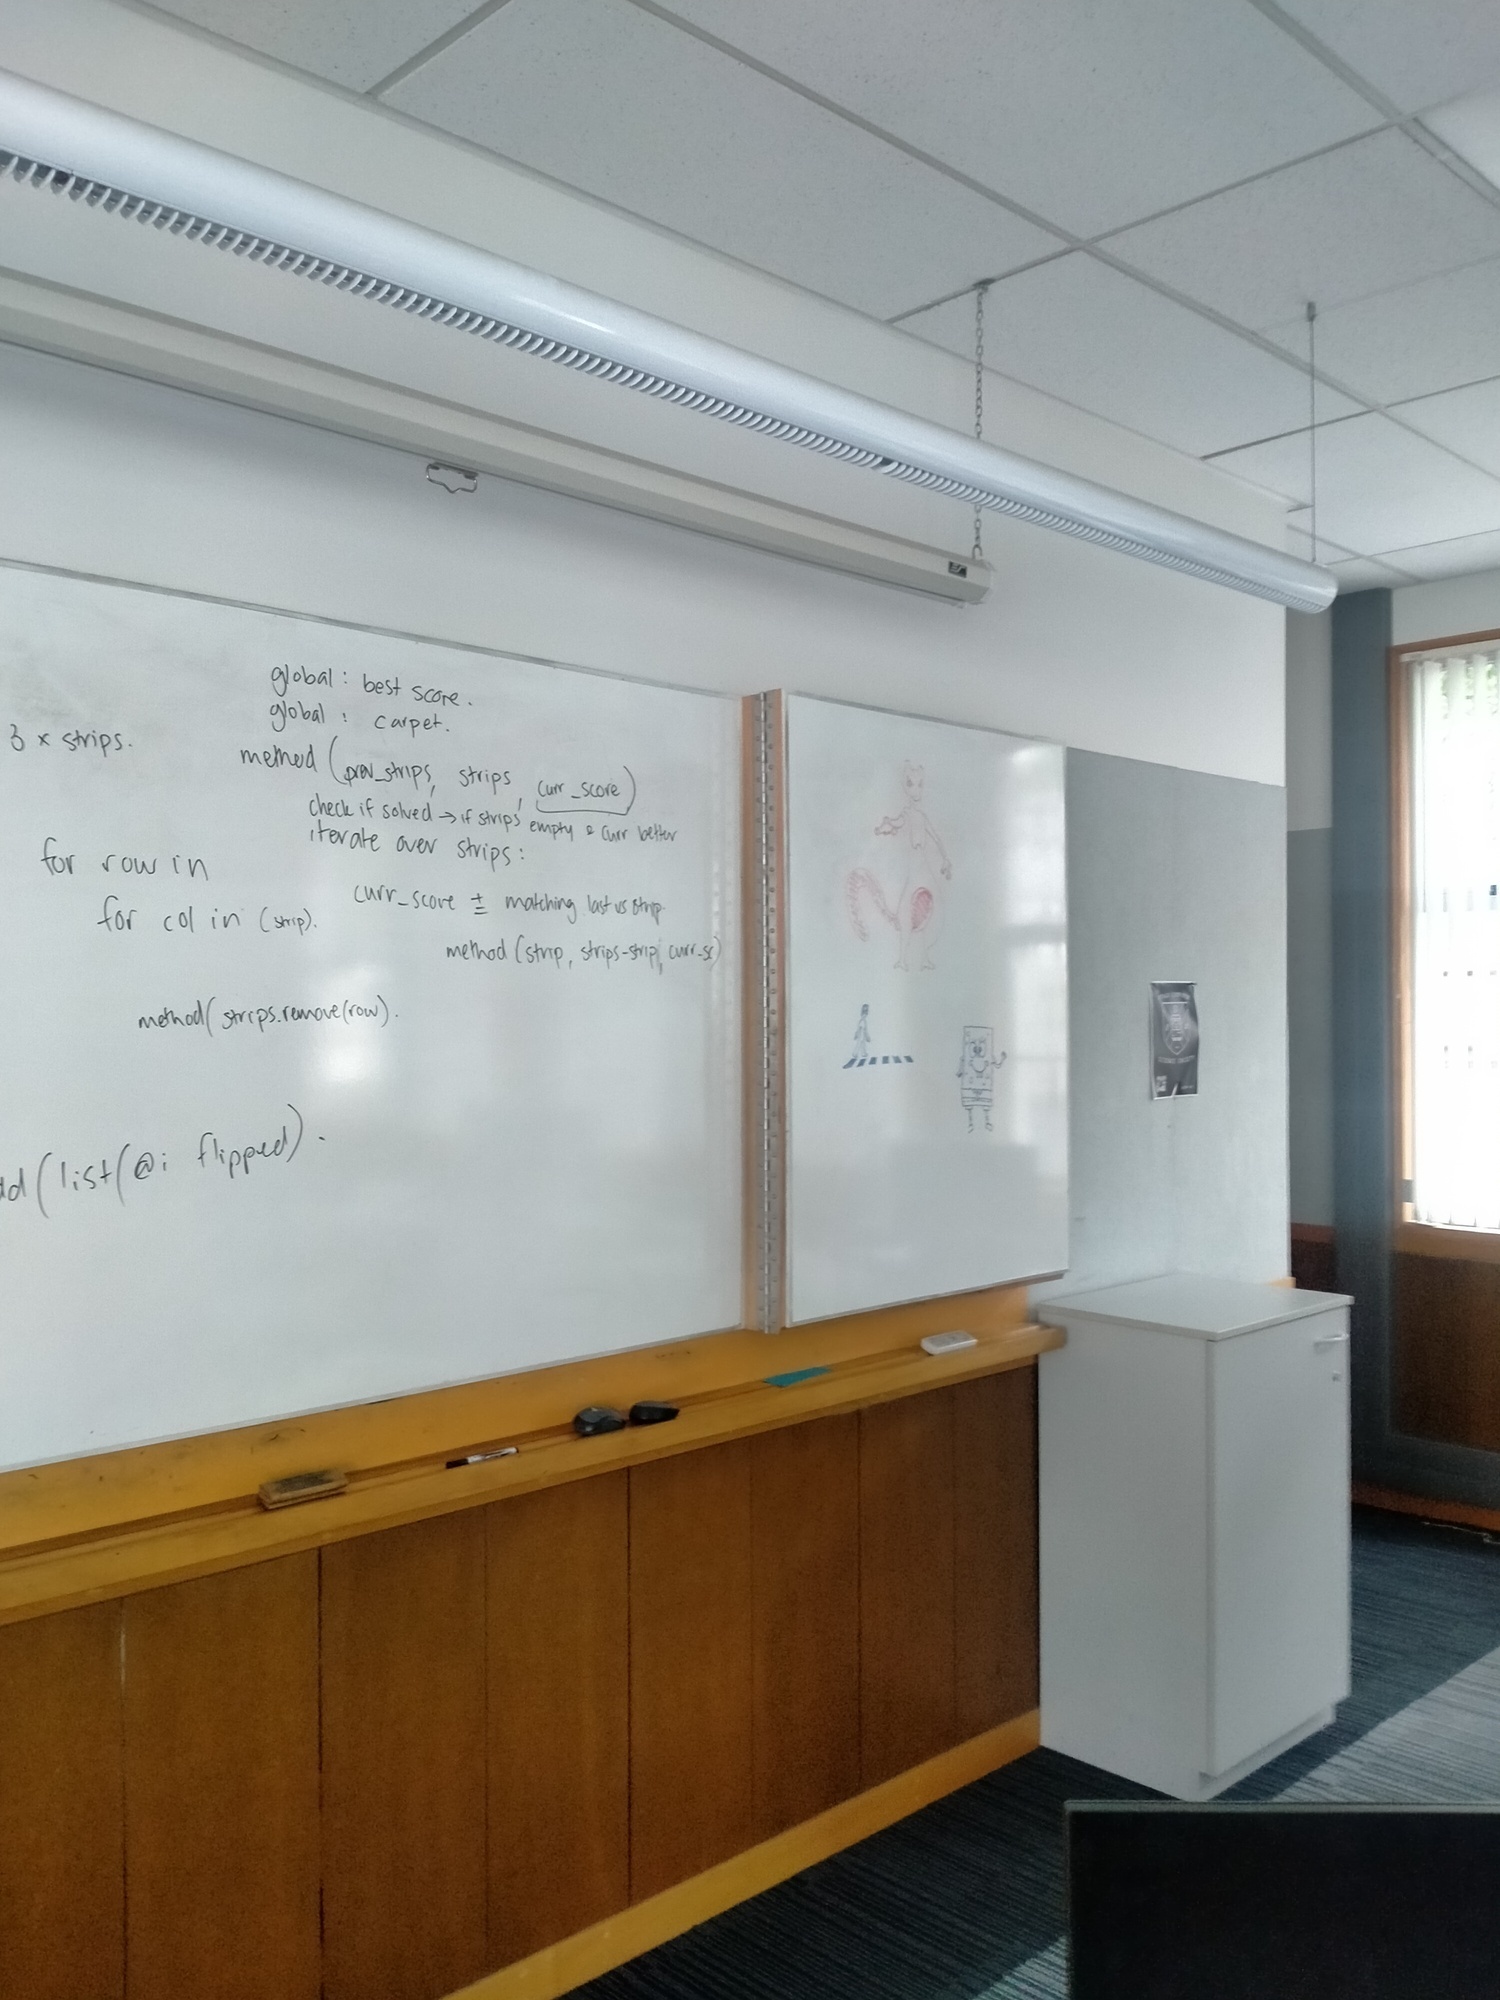 global : best score.
global : carpet.
3 x strips.
method (prev_strips, strips, curr_score)
check if solved → if strips empty & curr better
iterate over strips :
for row in
for col in (strip).
curr_score ± matching last vs strip.
method (strip, strips-strip, curr-sc)
method( strips.remove(row).
(list(@i flipped) .